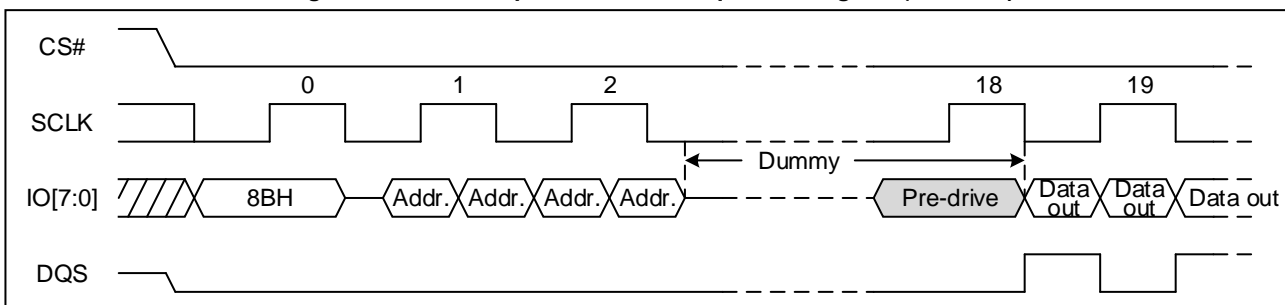 CS#
0 1 2 18 19
SCLK
Dummy
IO[7:0] 8BH Addr. Addr. Addr. Addr. Pre-drive Data out Data out Data out
DQS